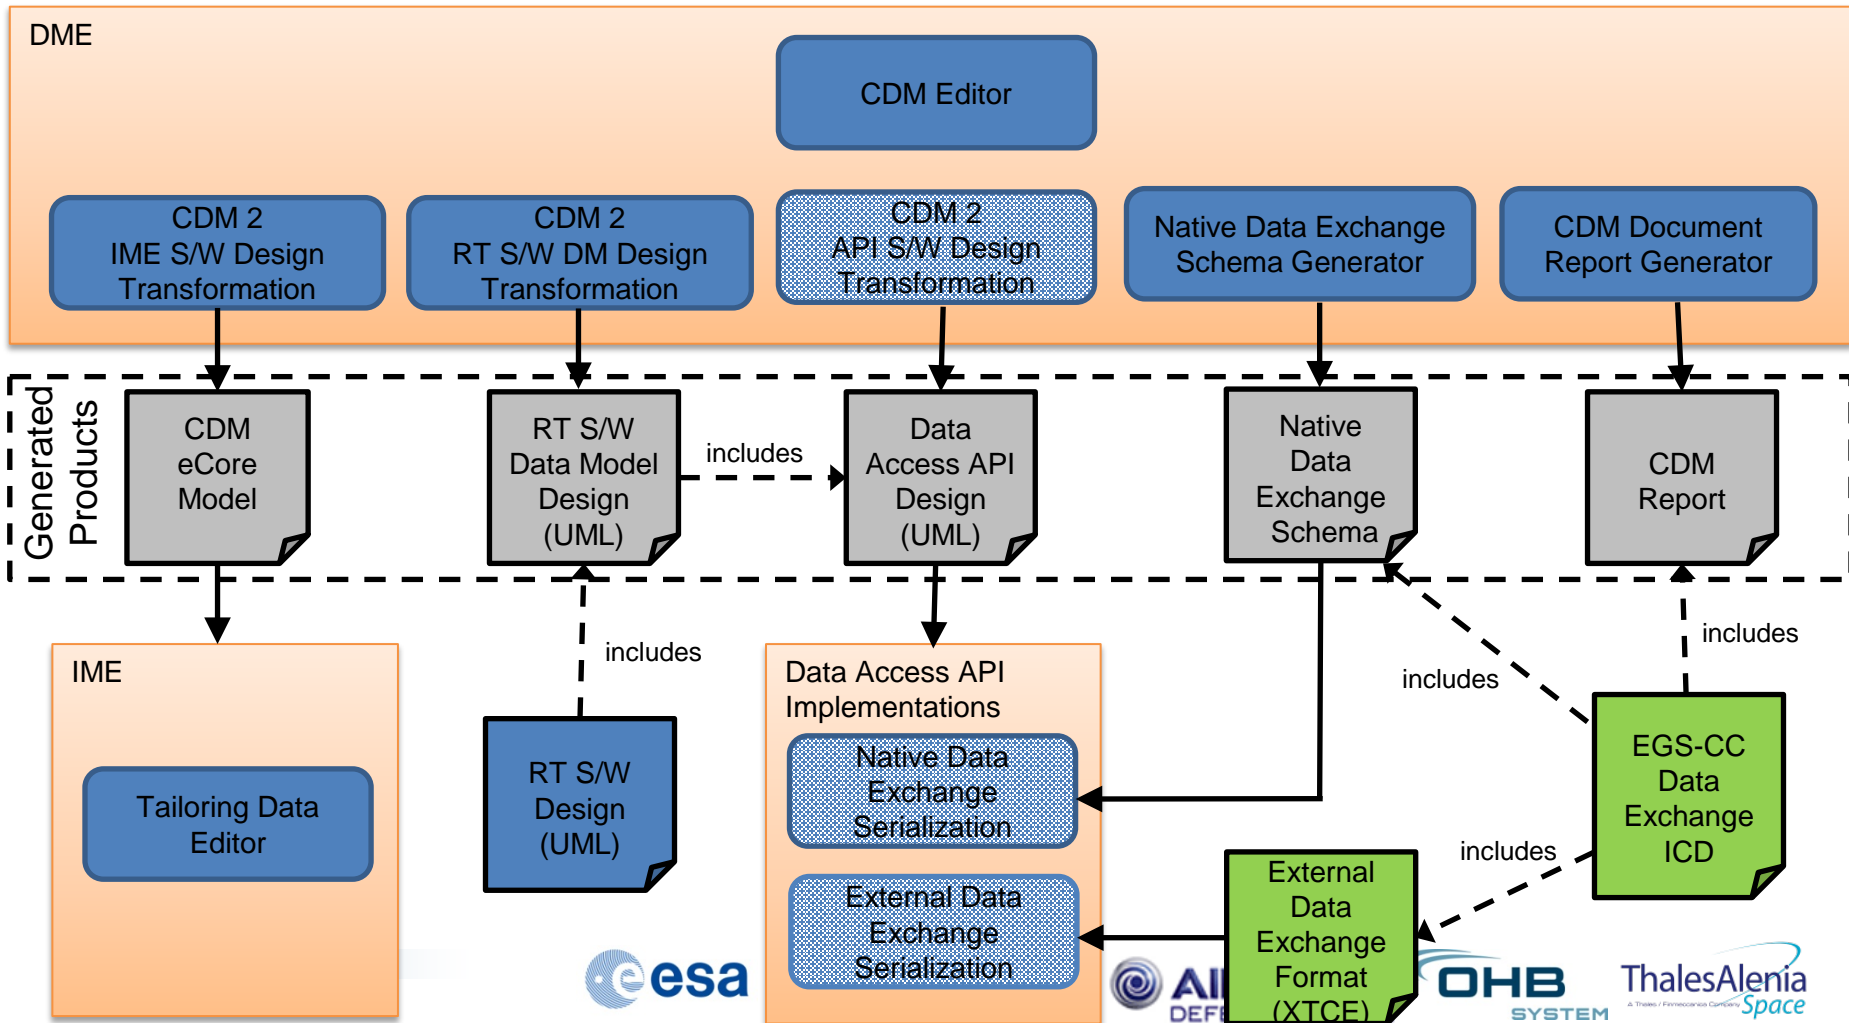 DME
CDM Editor
CDM 2
IME S/W Design
Transformation
CDM 2
RT S/W DM Design
Transformation
CDM 2
API S/W Design
Transformation
Native Data Exchange
Schema Generator
CDM Document
Report Generator
Generated
Products
CDM
eCore
Model
RT S/W
Data Model
Design
(UML)
includes
Data
Access API
Design
(UML)
Native
Data
Exchange
Schema
CDM
Report
IME
Tailoring Data
Editor
includes
RT S/W
Design
(UML)
Data Access API
Implementations
Native Data
Exchange
Serialization
External Data
Exchange
Serialization
includes
includes
EGS-CC
Data
Exchange
ICD
includes
External
Data
Exchange
Format
(XTCE)
esa
OHB
SYSTEM
ThalesAlenia
A Thales / Finmeccanica Company
Space